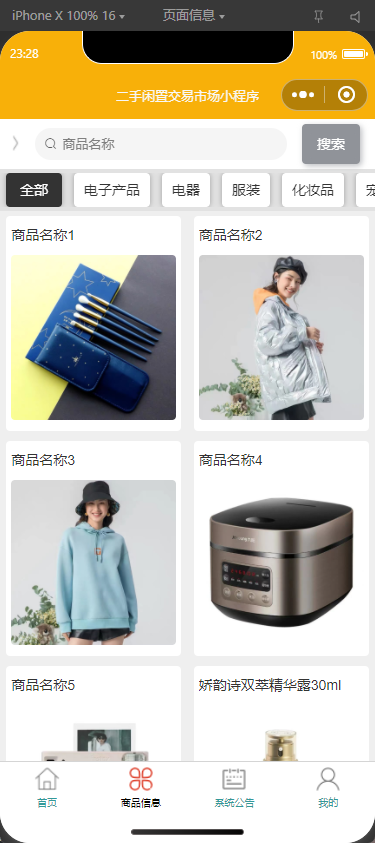 iPhone X 100% 16 页面信息
23:28 100%
二手闲置交易市场小程序
商品名称 搜索
全部 电子产品 电器 服装 化妆品
商品名称1 商品名称2
商品名称3 商品名称4
商品名称5 娇韵诗双萃精华露30ml
首页 商品信息 系统公告 我的